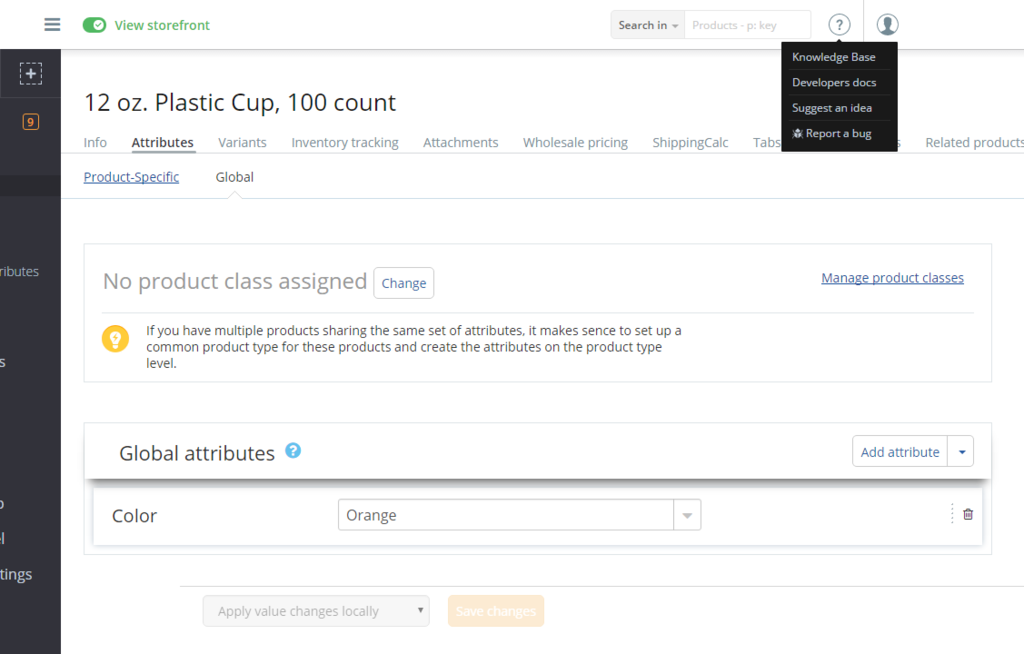 View storefront
Search in
Products - p: key
?
Knowledge Base
Developers docs
Suggest an idea
Report a bug
9
12 oz. Plastic Cup, 100 count
Info Attributes Variants Inventory tracking Attachments Wholesale pricing ShippingCalc Tabs s Related products
Product-Specific Global
ributes
No product class assigned Change Manage product classes
If you have multiple products sharing the same set of attributes, it makes sence to set up a
common product type for these products and create the attributes on the product type
level.
s
Global attributes ? Add attribute
Color Orange
p
el
tings
Apply value changes locally Save changes